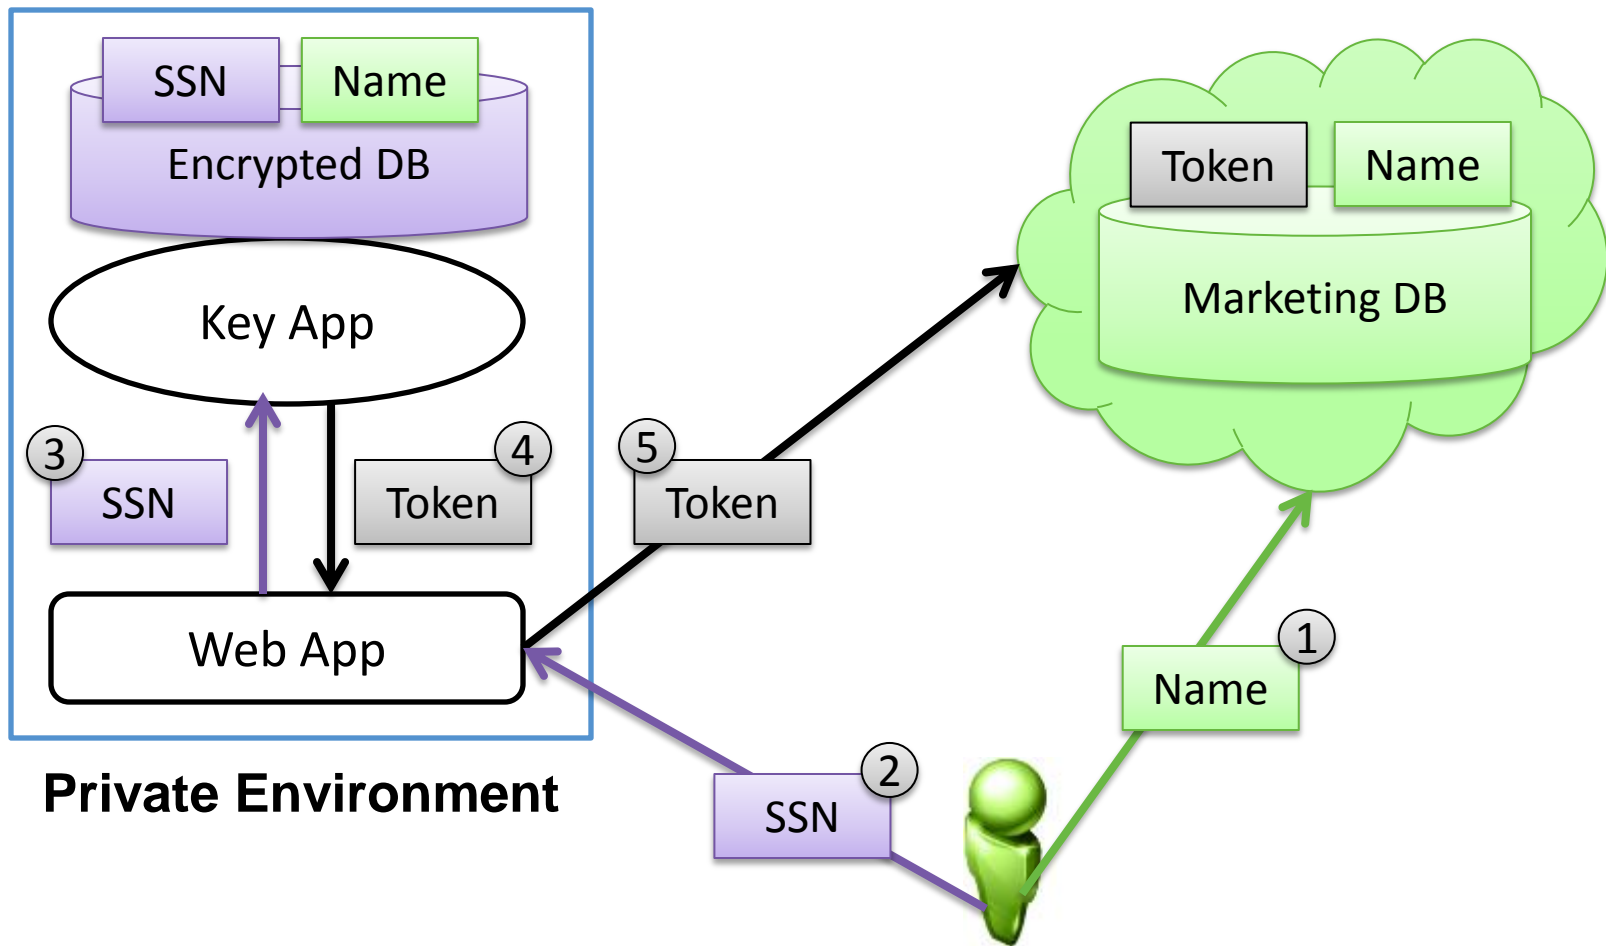 SSN
Name
Encrypted DB
Key App
3
SSN
4
Token
Web App
Private Environment
5
Token
Token
Name
Marketing DB
1
Name
2
SSN